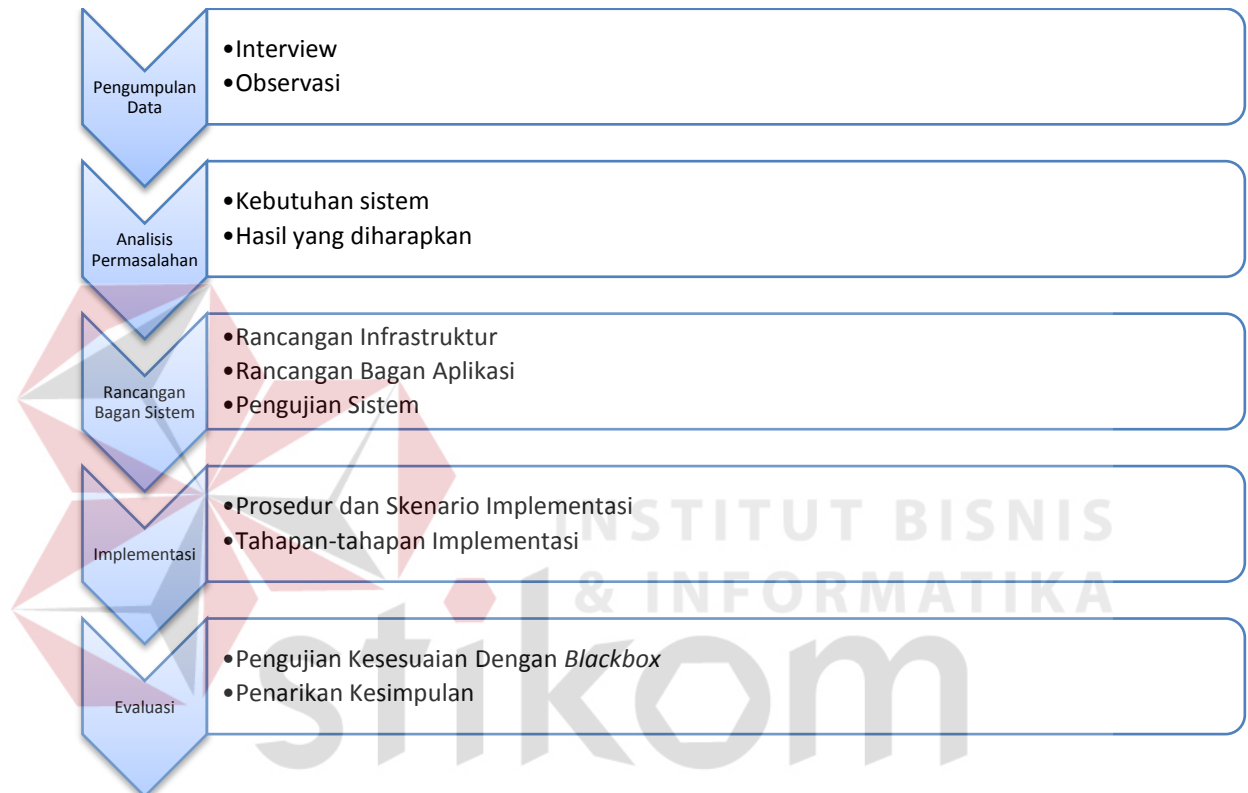 Pengumpulan
Data
•Interview
•Observasi
Analisis
Permasalahan
•Kebutuhan sistem
•Hasil yang diharapkan
Rancangan
Bagan Sistem
•Rancangan Infrastruktur
•Rancangan Bagan Aplikasi
•Pengujian Sistem
Implementasi
•Prosedur dan Skenario Implementasi
•Tahapan-tahapan Implementasi
Evaluasi
•Pengujian Kesesuaian Dengan Blackbox
•Penarikan Kesimpulan
INSTITUT BISNIS
& INFORMATIKA
stikom